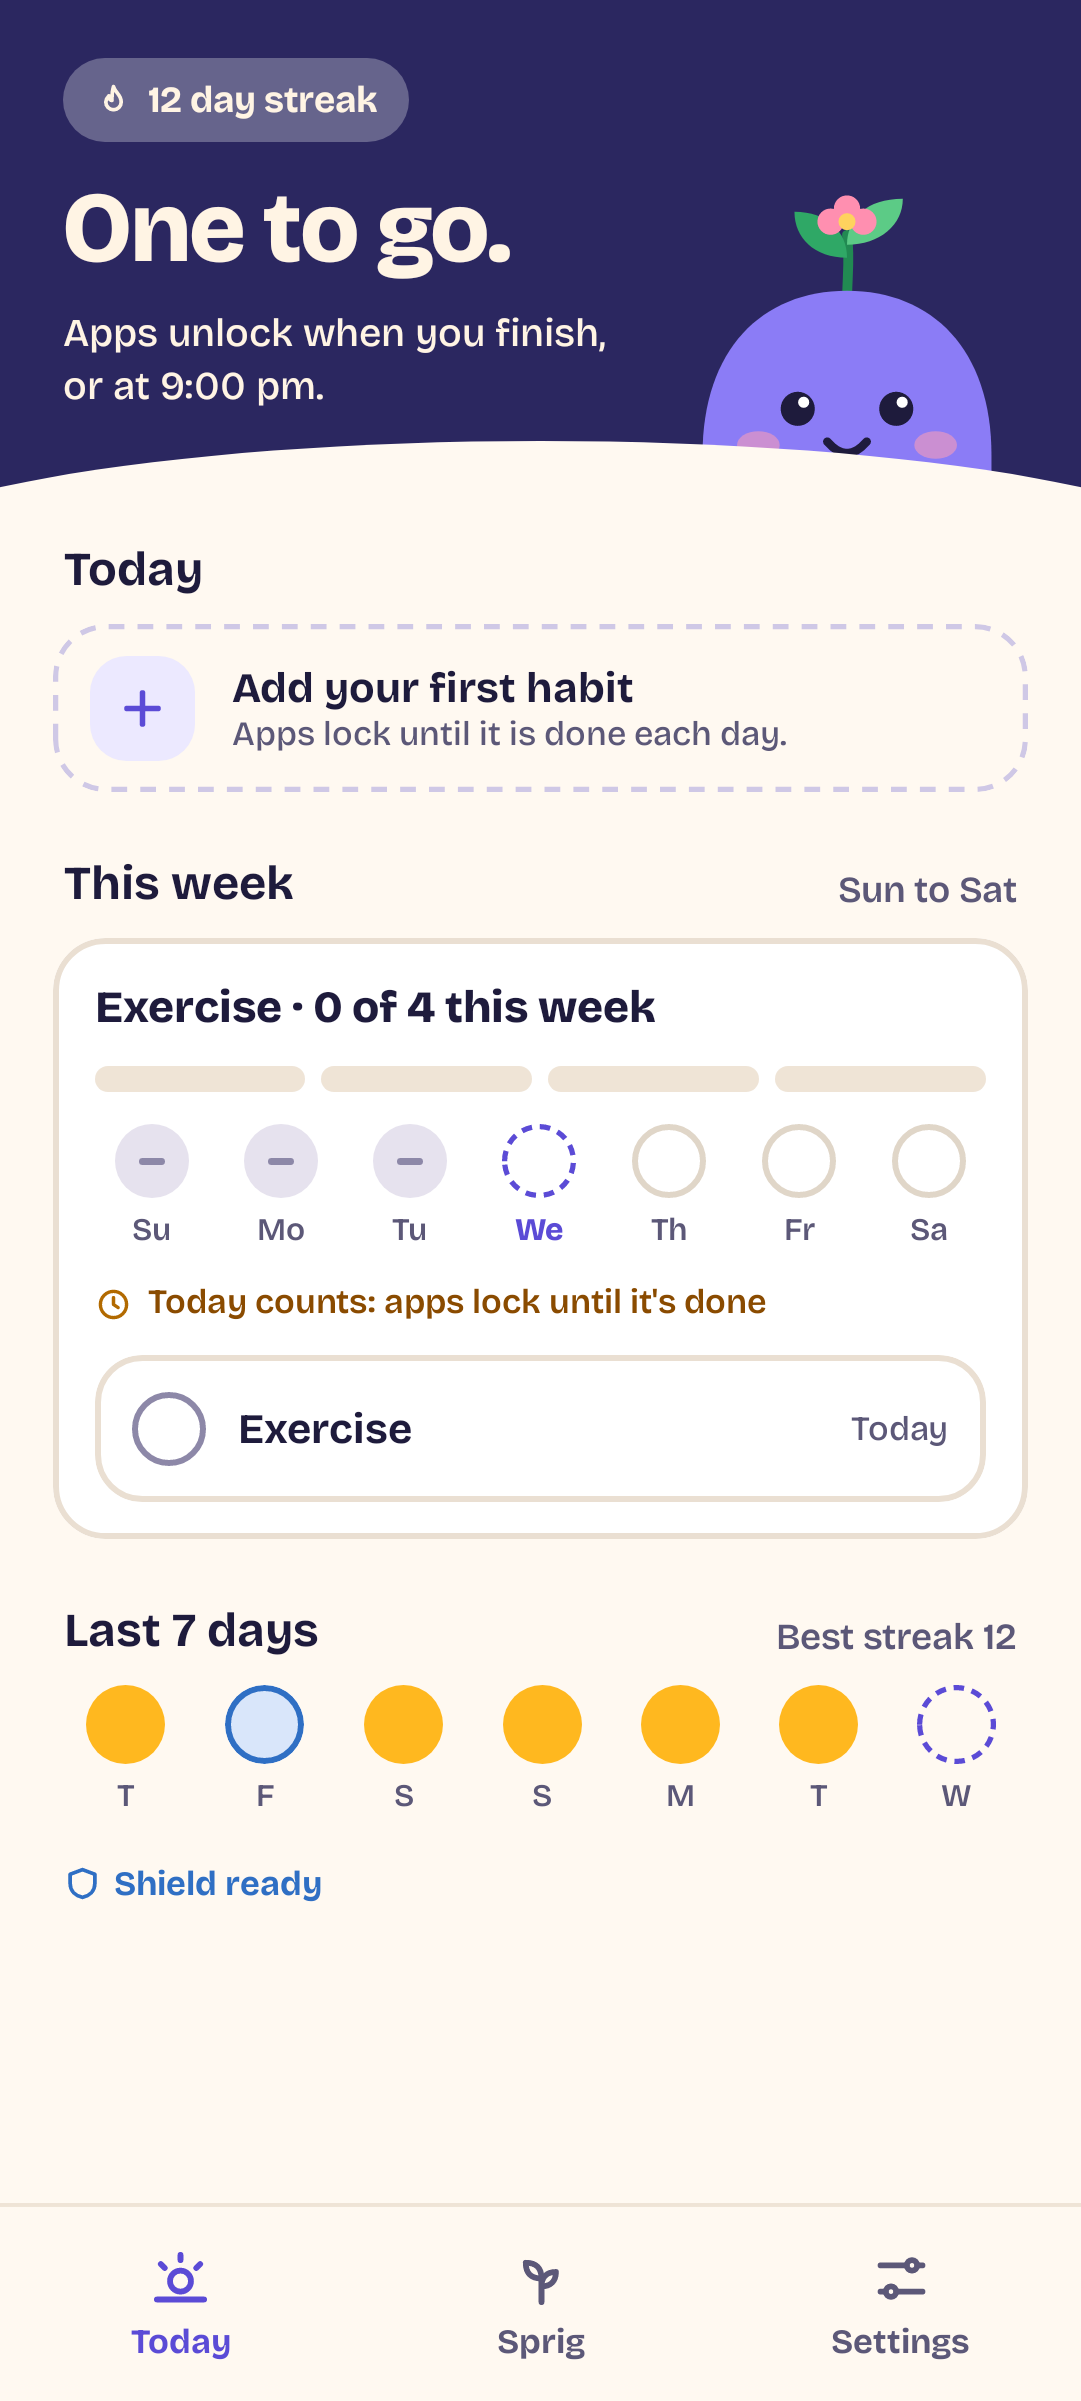 12 day streak
One to go.
Apps unlock when you finish,
or at 9:00 pm.
Today
Add your first habit
Apps lock until it is done each day.
This week
Sun to Sat
Exercise · 0 of 4 this week
Su Mo Tu We Th Fr Sa
Today counts: apps lock until it's done
Exercise
Today
Last 7 days
Best streak 12
T F S S M T W
Shield ready
Today Sprig Settings